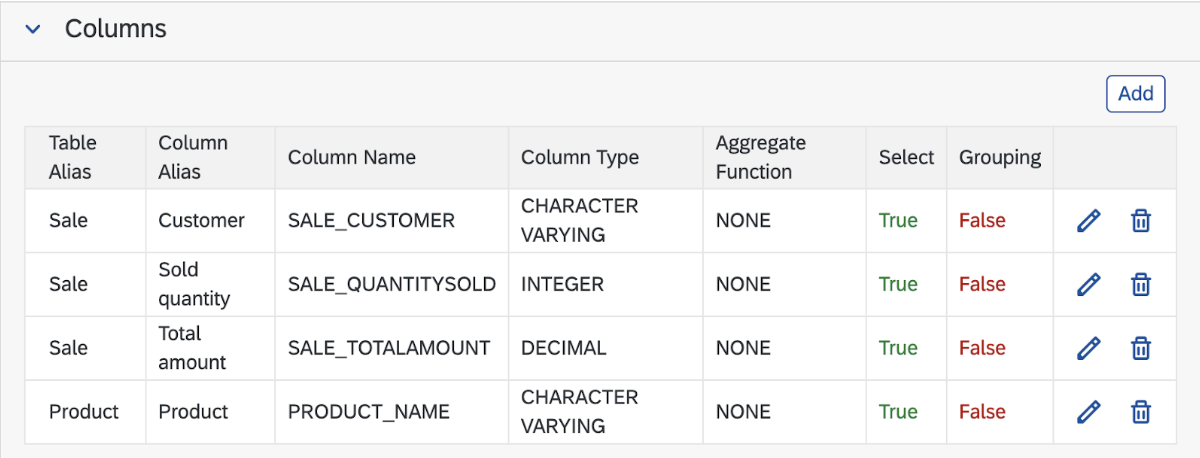 Columns
Add
Table Alias Column Alias Column Name Column Type Aggregate Function Select Grouping
Sale Customer SALE_CUSTOMER CHARACTER VARYING NONE True False
Sale Sold quantity SALE_QUANTITYSOLD INTEGER NONE True False
Sale Total amount SALE_TOTALAMOUNT DECIMAL NONE True False
Product Product PRODUCT_NAME CHARACTER VARYING NONE True False